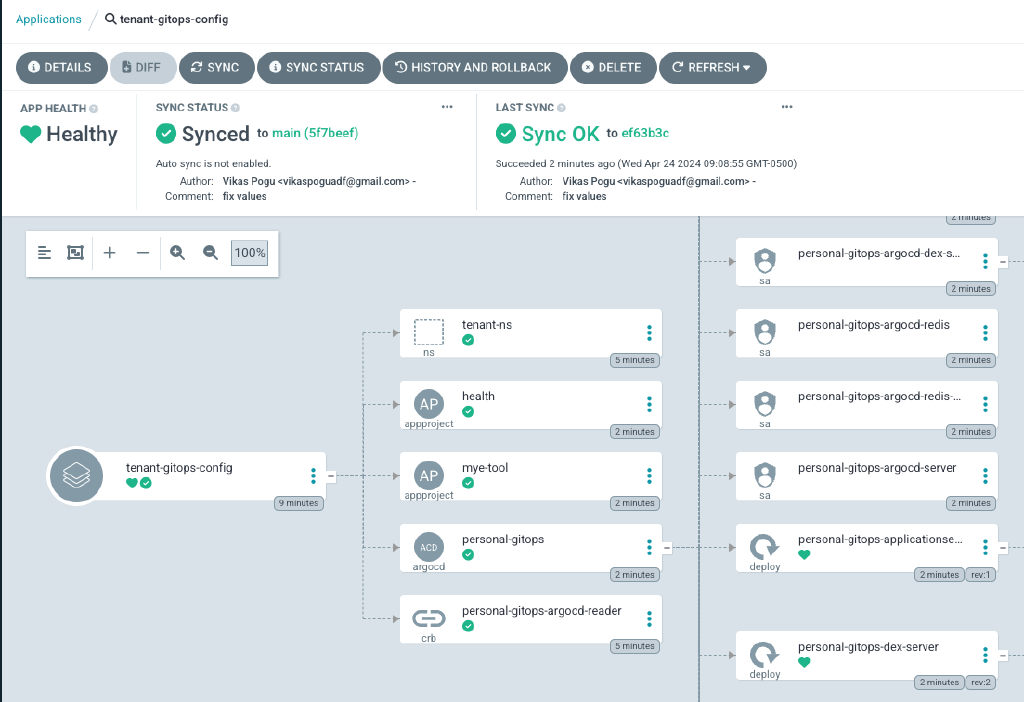 Applications / tenant-gitops-config
DETAILS DIFF SYNC SYNC STATUS HISTORY AND ROLLBACK DELETE REFRESH
APP HEALTH
Healthy
SYNC STATUS
Synced to main (5f7beef)
Auto sync is not enabled.
Author: Vikas Pogu <vikaspoguadf@gmail.com> -
Comment: fix values
LAST SYNC
Sync OK to ef63b3c
Succeeded 2 minutes ago (Wed Apr 24 2024 09:08:55 GMT-0500)
Author: Vikas Pogu <vikaspoguadf@gmail.com> -
Comment: fix values
100%
tenant-gitops-config
9 minutes
tenant-ns
ns
5 minutes
AP
health
appproject
2 minutes
AP
mye-tool
appproject
2 minutes
ACD
personal-gitops
argocd
2 minutes
personal-gitops-argocd-reader
crb
5 minutes
2 minutes
personal-gitops-argocd-dex-s...
sa
2 minutes
personal-gitops-argocd-redis
sa
2 minutes
personal-gitops-argocd-redis-...
sa
2 minutes
personal-gitops-argocd-server
sa
2 minutes
personal-gitops-applicationse...
deploy
2 minutes rev:1
personal-gitops-dex-server
deploy
2 minutes rev:2